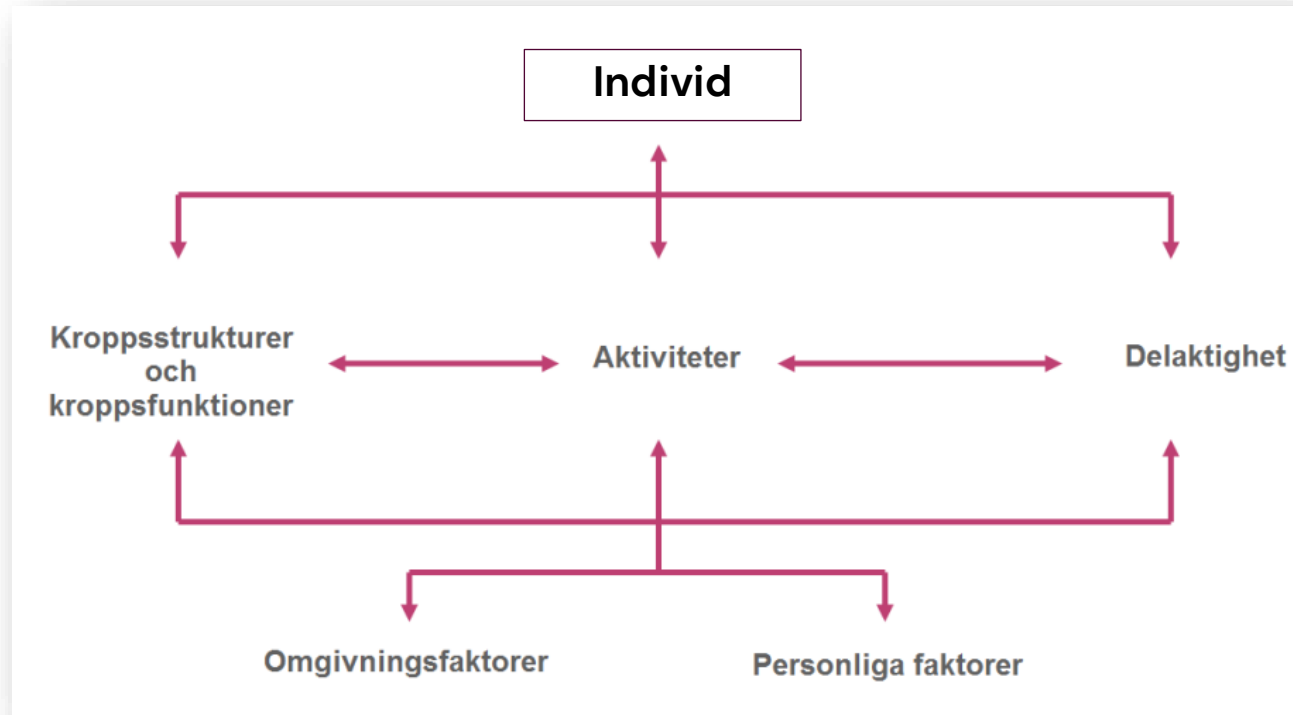 Individ
Kroppsstrukturer
och
kroppsfunktioner
Aktiviteter
Delaktighet
Omgivningsfaktorer
Personliga faktorer